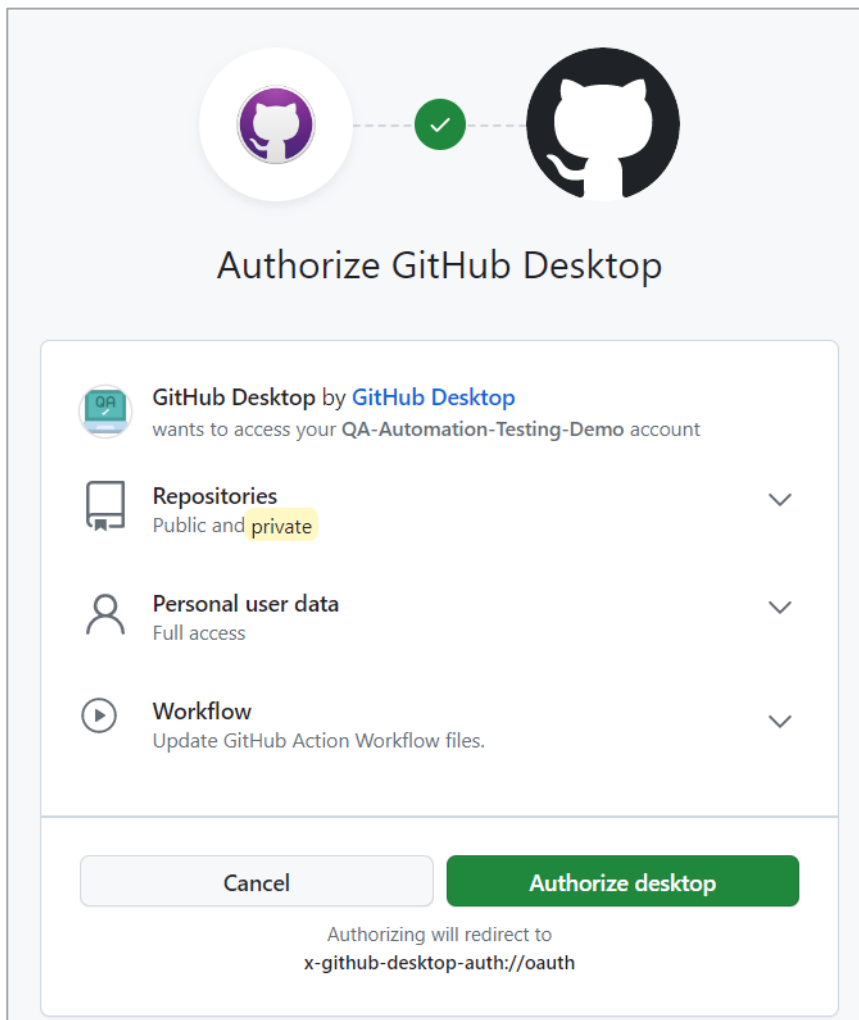 Authorize GitHub Desktop
QA
GitHub Desktop by GitHub Desktop
wants to access your QA-Automation-Testing-Demo account
Repositories
Public and private
Personal user data
Full access
Workflow
Update GitHub Action Workflow files.
Cancel
Authorize desktop
Authorizing will redirect to
x-github-desktop-auth://oauth